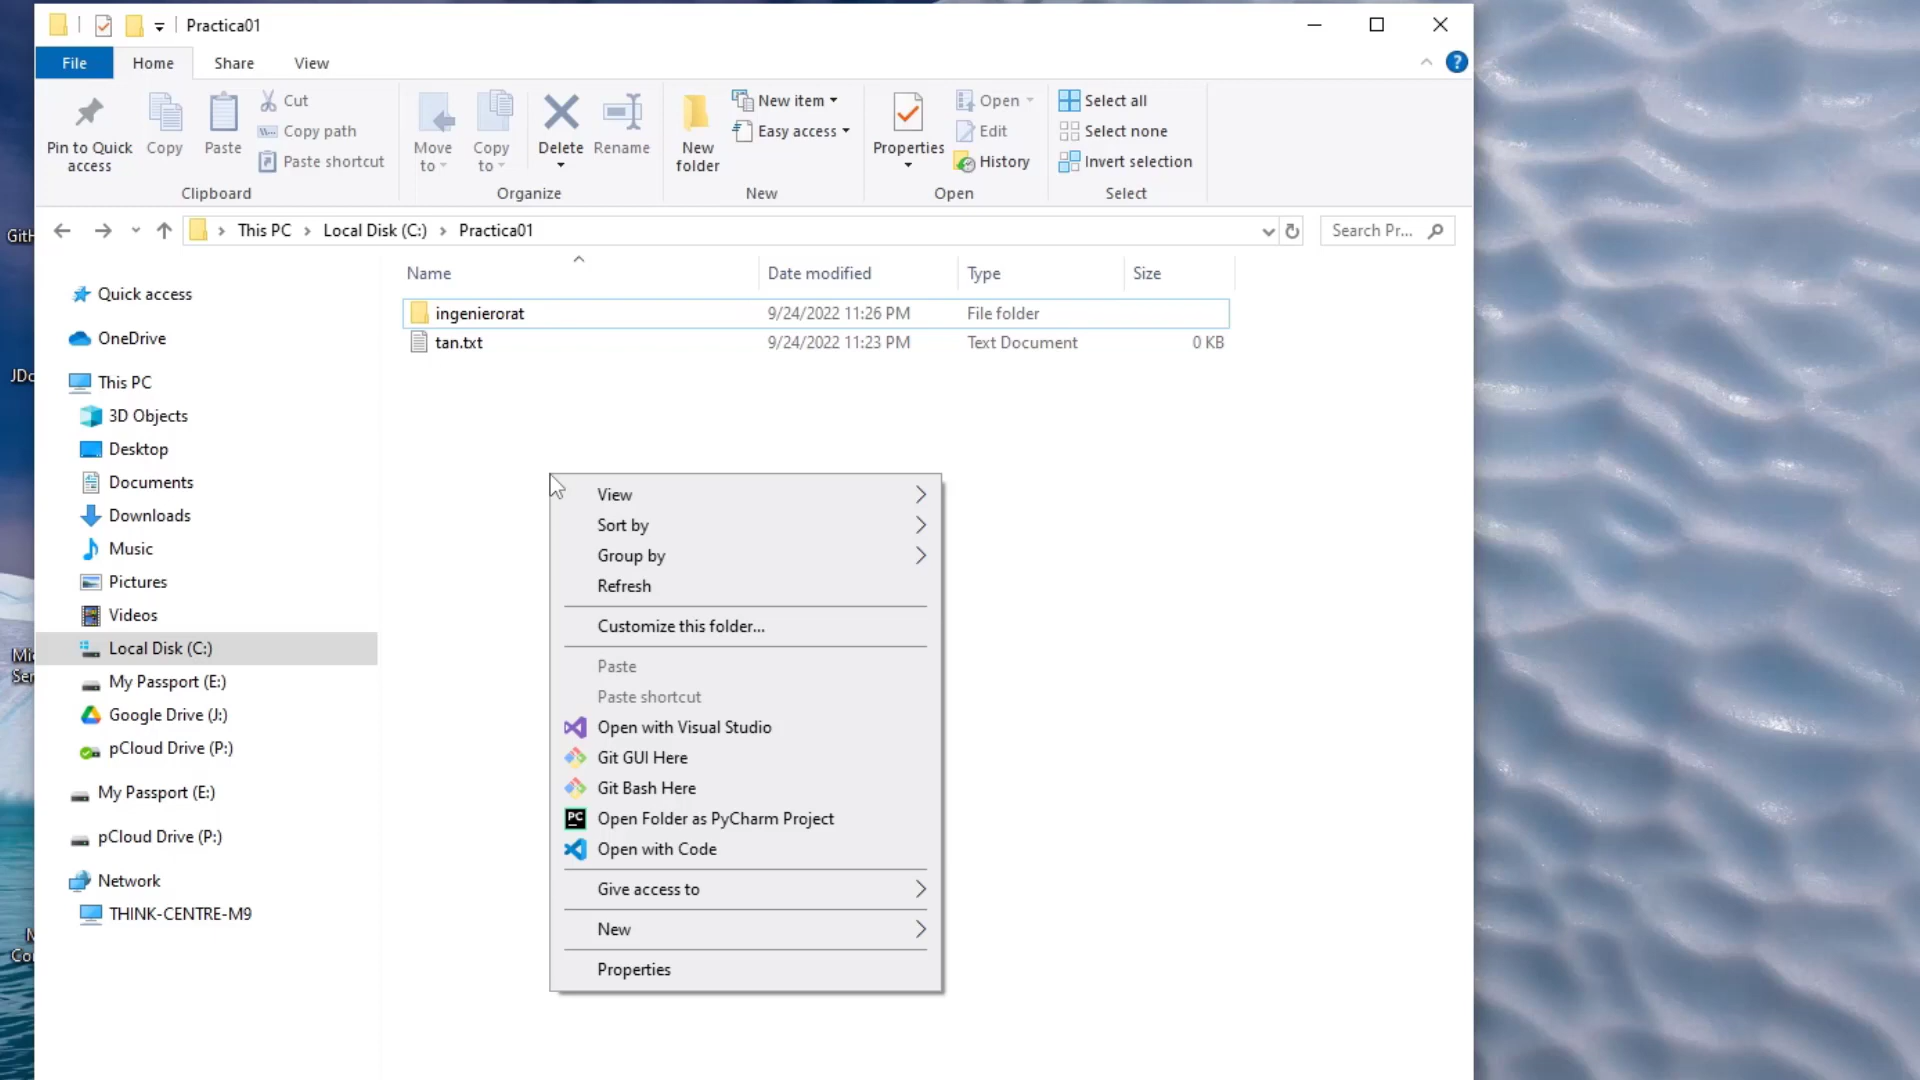 Practica01
File
Home
Share
View
Pin to Quick
access
Copy
Paste
Cut
Copy path
Paste shortcut
Clipboard
Move
to
Copy
to
Delete
Rename
Organize
New
folder
New item
Easy access
New
Properties
Open
Edit
History
Open
Select all
Select none
Invert selection
Select
This PC
Local Disk (C:)
Practica01
Search Pr...
Name
Date modified
Type
Size
ingenierorat 9/24/2022 11:26 PM File folder
tan.txt 9/24/2022 11:23 PM Text Document 0 KB
Quick access
OneDrive
This PC
3D Objects
Desktop
Documents
Downloads
Music
Pictures
Videos
Local Disk (C:)
My Passport (E:)
Google Drive (J:)
pCloud Drive (P:)
My Passport (E:)
pCloud Drive (P:)
Network
THINK-CENTRE-M9
View
Sort by
Group by
Refresh
Customize this folder...
Paste
Paste shortcut
Open with Visual Studio
Git GUI Here
Git Bash Here
PC Open Folder as PyCharm Project
Open with Code
Give access to
New
Properties